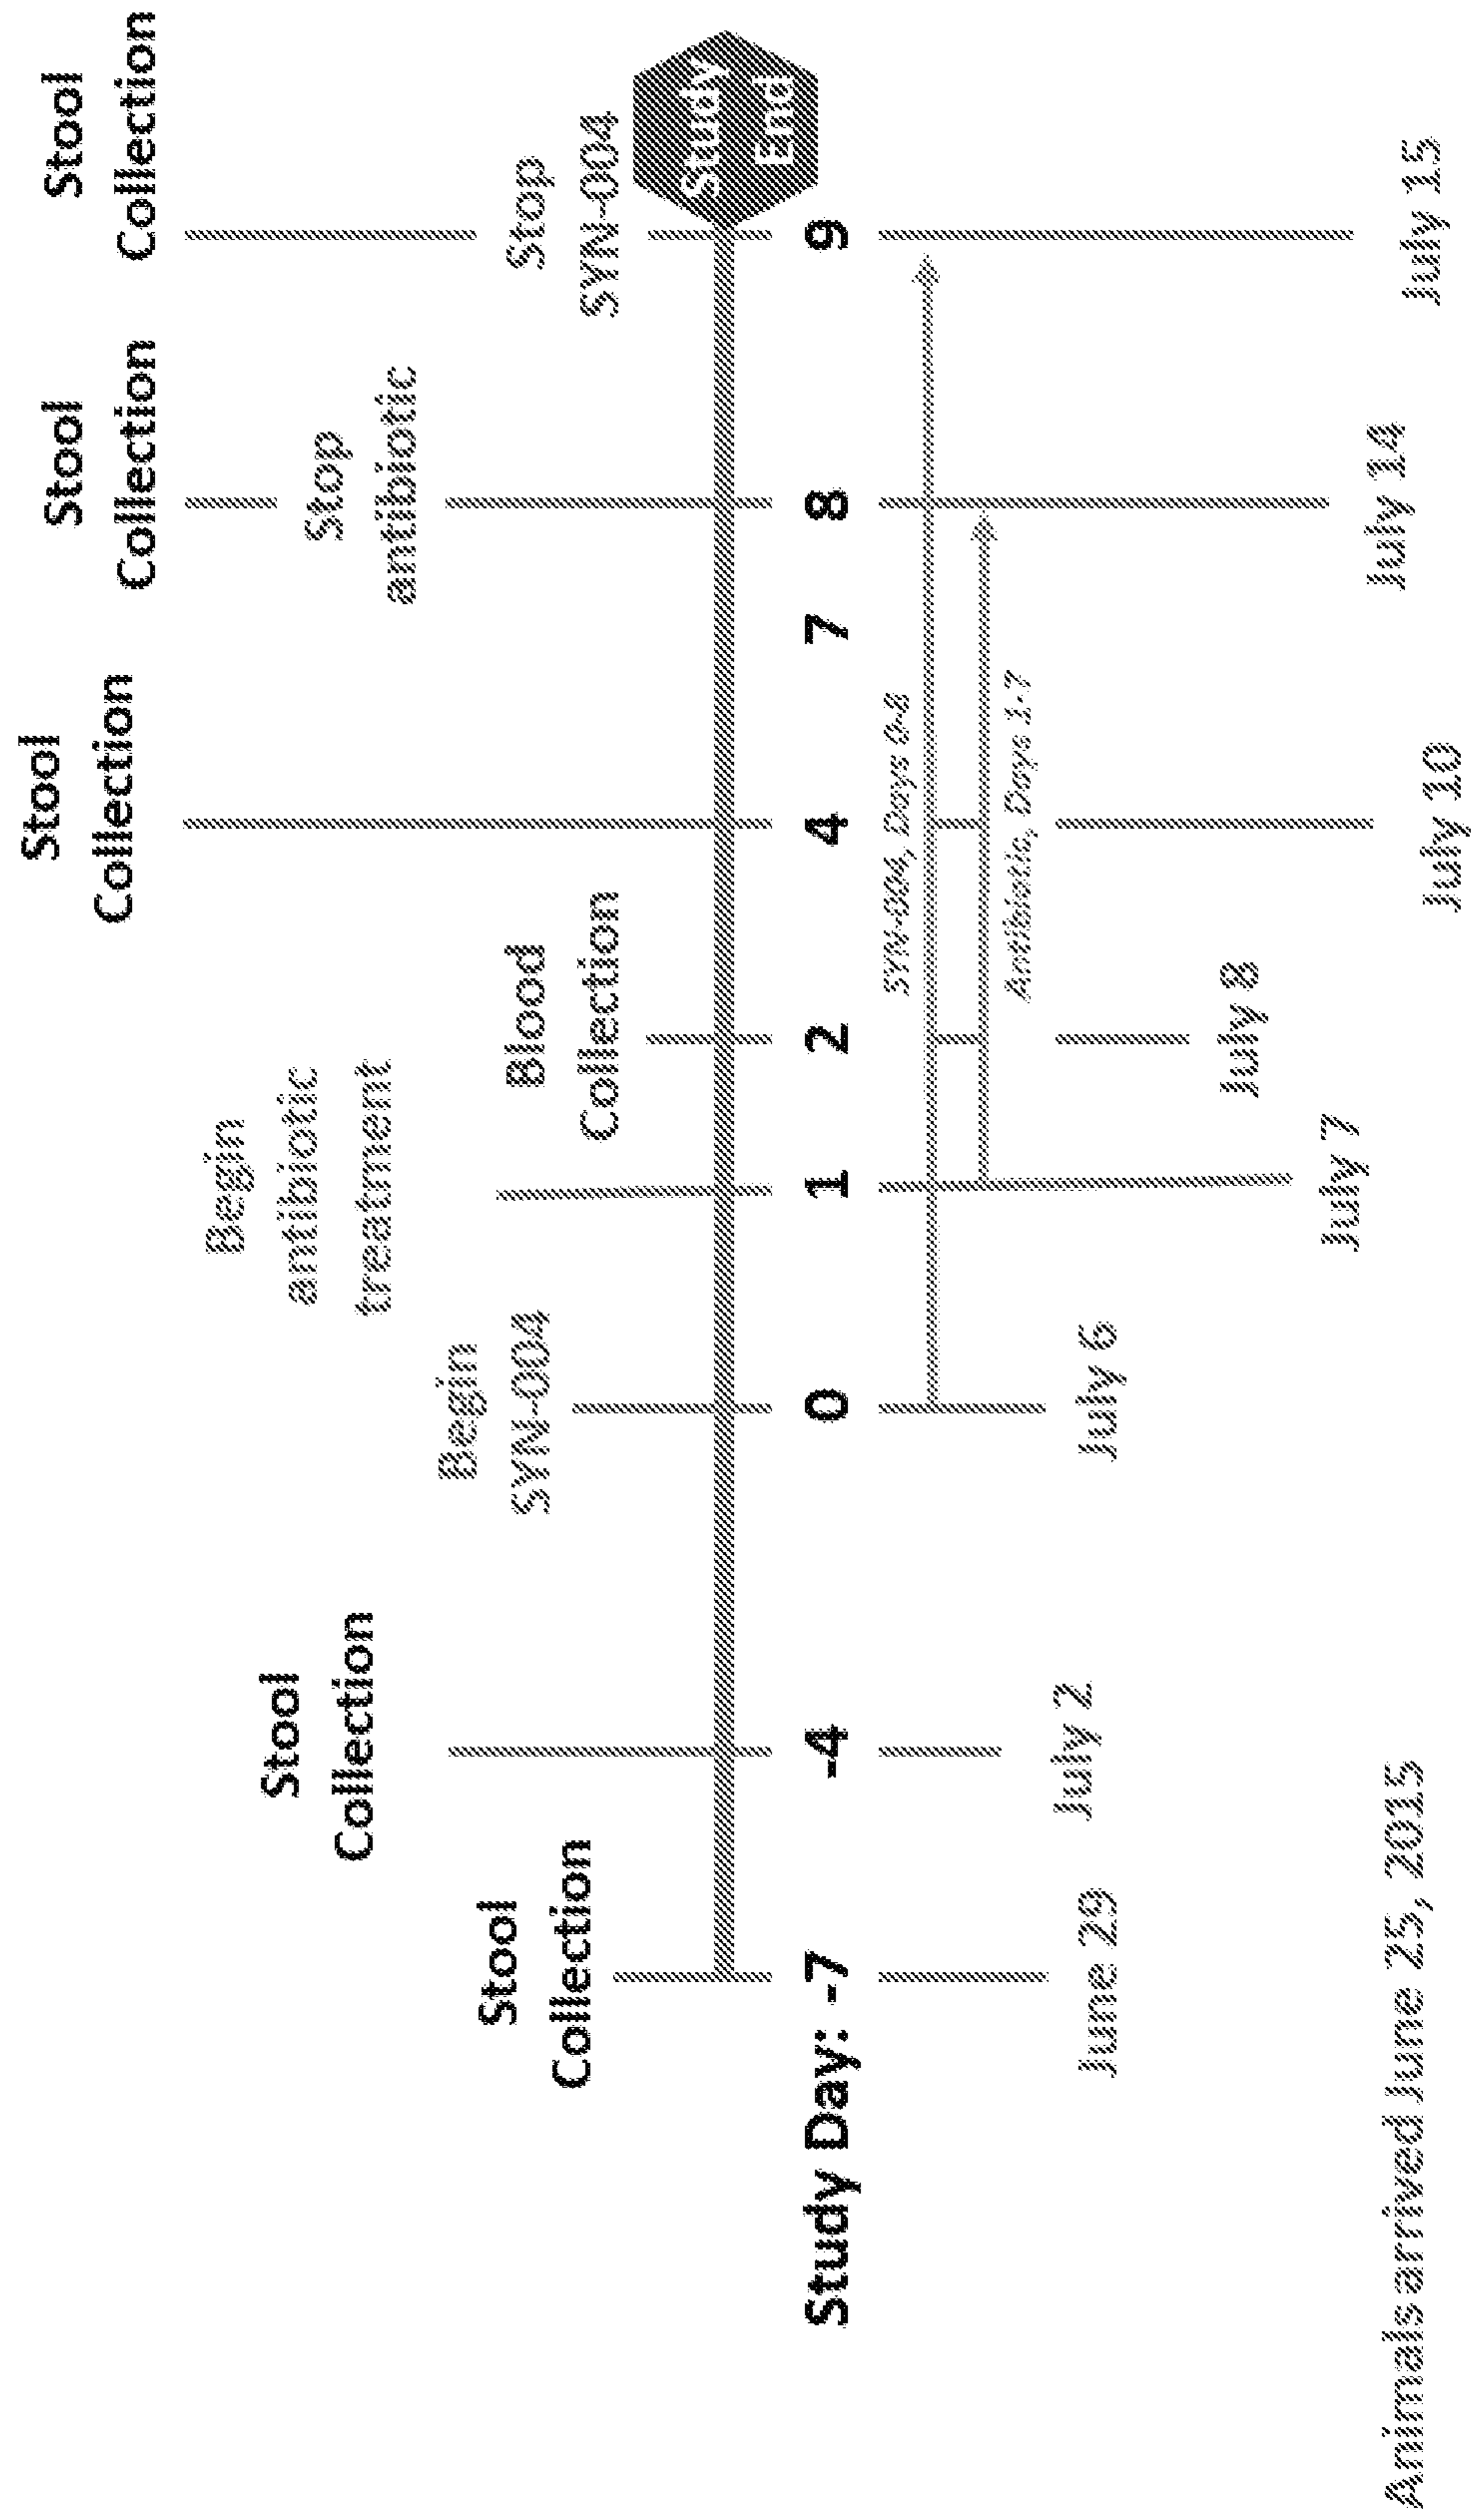 Stool
Collection
Stool
Collection
Begin
SYN-004
Begin
antibiotic
treatment
Blood
Collection
Stool
Collection
Stool
Collection
Stop
antibiotic
Stool
Collection
Stop
SYN-004
Study
End
Study Day: -7 -4 0 1 2 4 7 8 9
SYN-004, Days 0-8
Antibiotic, Days 1-7
June 29
July 2
July 6
July 7
July 8
July 10
July 14
July 15
Animals arrived June 25, 2015